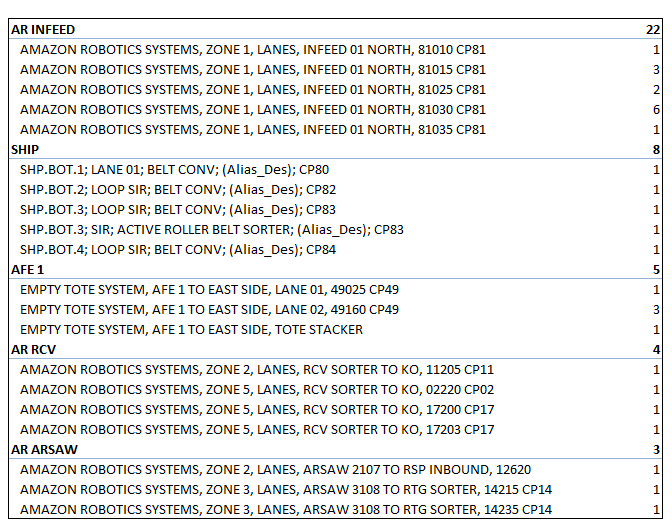 AR INFEED 22
AMAZON ROBOTICS SYSTEMS, ZONE 1, LANES, INFEED 01 NORTH, 81010 CP81 1
AMAZON ROBOTICS SYSTEMS, ZONE 1, LANES, INFEED 01 NORTH, 81015 CP81 3
AMAZON ROBOTICS SYSTEMS, ZONE 1, LANES, INFEED 01 NORTH, 81025 CP81 2
AMAZON ROBOTICS SYSTEMS, ZONE 1, LANES, INFEED 01 NORTH, 81030 CP81 6
AMAZON ROBOTICS SYSTEMS, ZONE 1, LANES, INFEED 01 NORTH, 81035 CP81 1
SHIP 8
SHP.BOT.1; LANE 01; BELT CONV; (Alias_Des); CP80 1
SHP.BOT.2; LOOP SIR; BELT CONV; (Alias_Des); CP82 1
SHP.BOT.3; LOOP SIR; BELT CONV; (Alias_Des); CP83 1
SHP.BOT.3; SIR; ACTIVE ROLLER BELT SORTER; (Alias_Des); CP83 1
SHP.BOT.4; LOOP SIR; BELT CONV; (Alias_Des); CP84 1
AFE 1 5
EMPTY TOTE SYSTEM, AFE 1 TO EAST SIDE, LANE 01, 49025 CP49 1
EMPTY TOTE SYSTEM, AFE 1 TO EAST SIDE, LANE 02, 49160 CP49 3
EMPTY TOTE SYSTEM, AFE 1 TO EAST SIDE, TOTE STACKER 1
AR RCV 4
AMAZON ROBOTICS SYSTEMS, ZONE 2, LANES, RCV SORTER TO KO, 11205 CP11 1
AMAZON ROBOTICS SYSTEMS, ZONE 5, LANES, RCV SORTER TO KO, 02220 CP02 1
AMAZON ROBOTICS SYSTEMS, ZONE 5, LANES, RCV SORTER TO KO, 17200 CP17 1
AMAZON ROBOTICS SYSTEMS, ZONE 5, LANES, RCV SORTER TO KO, 17203 CP17 1
AR ARSAW 3
AMAZON ROBOTICS SYSTEMS, ZONE 2, LANES, ARSAW 2107 TO RSP INBOUND, 12620 1
AMAZON ROBOTICS SYSTEMS, ZONE 3, LANES, ARSAW 3108 TO RTG SORTER, 14215 CP14 1
AMAZON ROBOTICS SYSTEMS, ZONE 3, LANES, ARSAW 3108 TO RTG SORTER, 14235 CP14 1